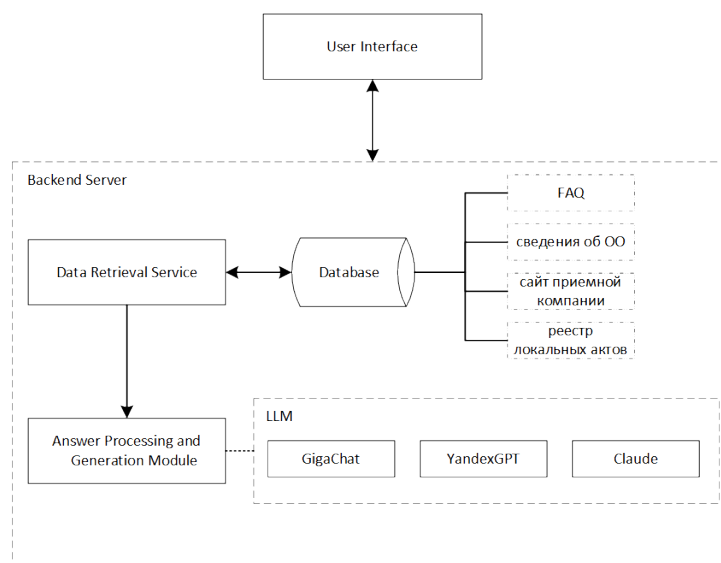 User Interface
Backend Server
FAQ
сведения об ОО
Data Retrieval Service
Database
сайт приемной
компании
реестр
локальных актов
LLM
Answer Processing and
Generation Module
GigaChat
YandexGPT
Claude